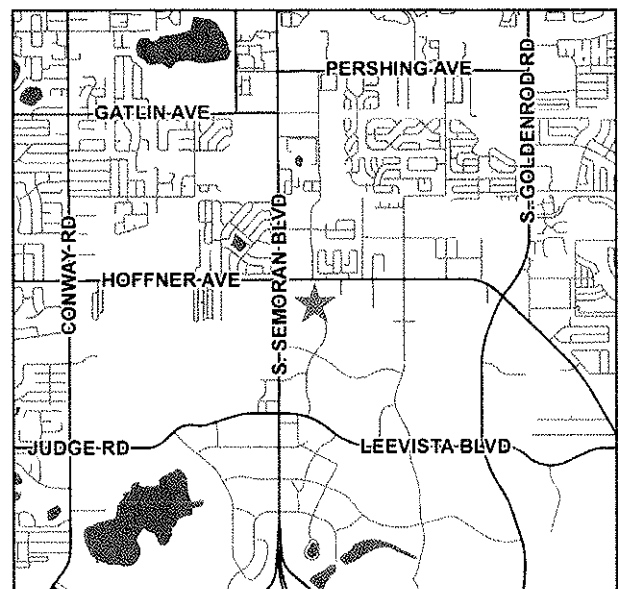 PERSHING AVE
GATLIN AVE
S. GOLDENROD RD
CONWAY RD
HOFFNER AVE
S. SEMORAN BLVD
JUDGE RD
LEEVISTA BLVD